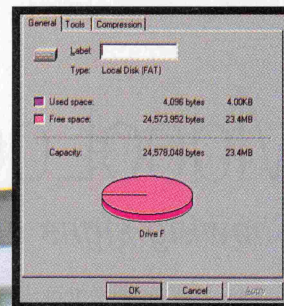 General Tools Compression
Label
Type: Local Disk (FAT)
Used space: 4,096 bytes 4.00KB
Free space: 24,573,952 bytes 23.4MB
Capacity: 24,578,048 bytes 23.4MB
Drive F
OK Cancel Apply